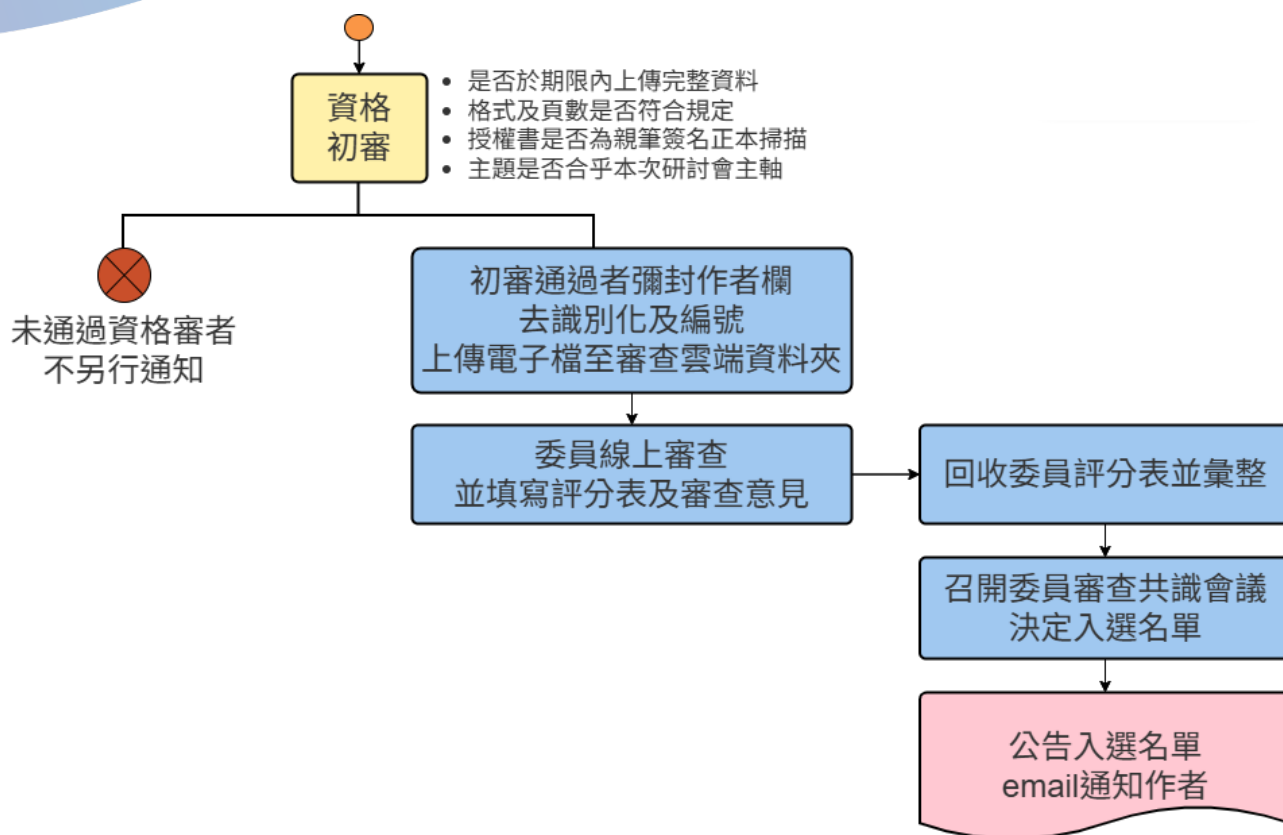 資格
初審
是否於期限內上傳完整資料
格式及頁數是否符合規定
授權書是否為親筆簽名正本掃描
主題是否合乎本次研討會主軸
未通過資格審者
不另行通知
初審通過者彌封作者欄
去識別化及編號
上傳電子檔至審查雲端資料夾
委員線上審查
並填寫評分表及審查意見
回收委員評分表並彙整
召開委員審查共識會議
決定入選名單
公告入選名單
email通知作者